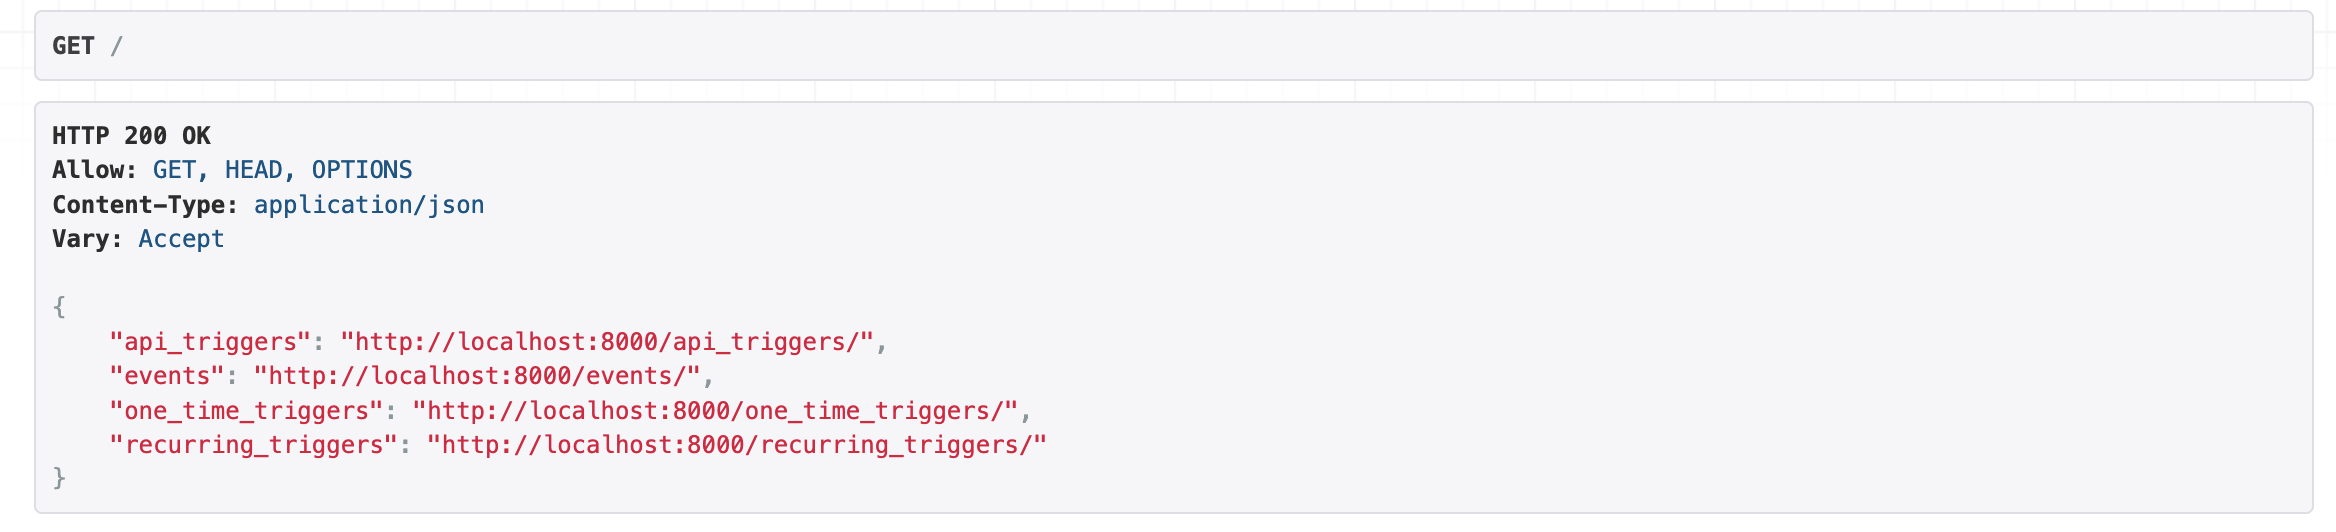 GET /
HTTP 200 OK
Allow: GET, HEAD, OPTIONS
Content-Type: application/json
Vary: Accept
{
    "api_triggers": "http://localhost:8000/api_triggers/",
    "events": "http://localhost:8000/events/",
    "one_time_triggers": "http://localhost:8000/one_time_triggers/",
    "recurring_triggers": "http://localhost:8000/recurring_triggers/"
}